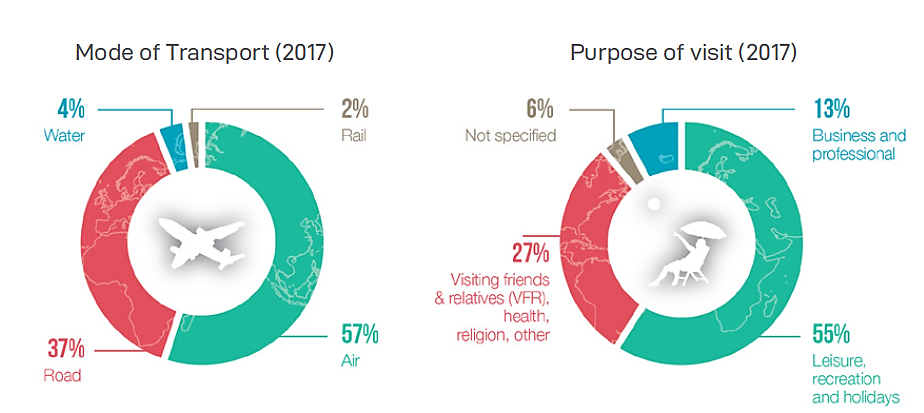 Mode of Transport (2017)
4%
Water
2%
Rail
37%
Road
57%
Air
Purpose of visit (2017)
6%
Not specified
13%
Business and
professional
27%
Visiting friends
& relatives (VFR),
health,
religion, other
55%
Leisure,
recreation
and holidays